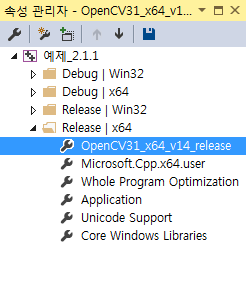 속성 관리자 - OpenCV31_x64_v1...
예제_2.1.1
Debug | Win32
Debug | x64
Release | Win32
Release | x64
OpenCV31_x64_v14_release
Microsoft.Cpp.x64.user
Whole Program Optimization
Application
Unicode Support
Core Windows Libraries